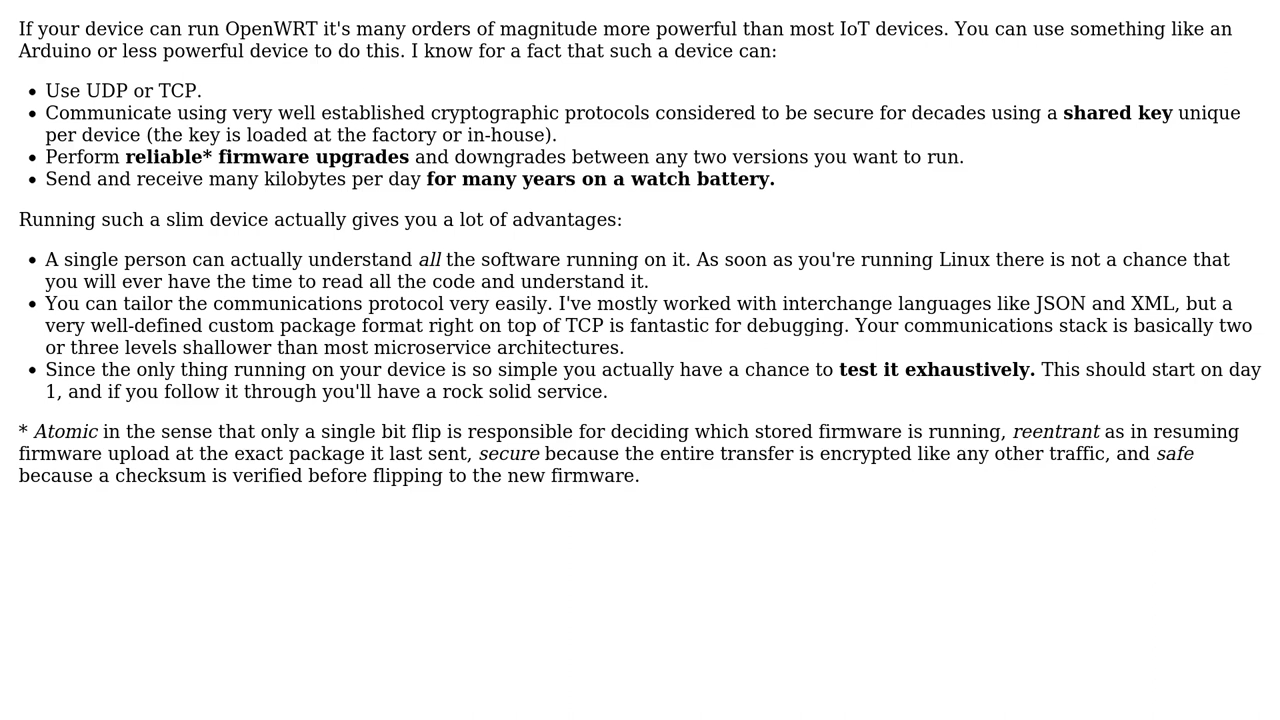 If your device can run OpenWRT it's many orders of magnitude more powerful than most IoT devices. You can use something like an
Arduino or less powerful device to do this. I know for a fact that such a device can:
• Use UDP or TCP.
• Communicate using very well established cryptographic protocols considered to be secure for decades using a shared key unique
per device (the key is loaded at the factory or in-house).
• Perform reliable* firmware upgrades and downgrades between any two versions you want to run.
• Send and receive many kilobytes per day for many years on a watch battery.
Running such a slim device actually gives you a lot of advantages:
• A single person can actually understand all the software running on it. As soon as you're running Linux there is not a chance that
you will ever have the time to read all the code and understand it.
• You can tailor the communications protocol very easily. I've mostly worked with interchange languages like JSON and XML, but a
very well-defined custom package format right on top of TCP is fantastic for debugging. Your communications stack is basically two
or three levels shallower than most microservice architectures.
• Since the only thing running on your device is so simple you actually have a chance to test it exhaustively. This should start on day
1, and if you follow it through you'll have a rock solid service.
* Atomic in the sense that only a single bit flip is responsible for deciding which stored firmware is running, reentrant as in resuming
firmware upload at the exact package it last sent, secure because the entire transfer is encrypted like any other traffic, and safe
because a checksum is verified before flipping to the new firmware.